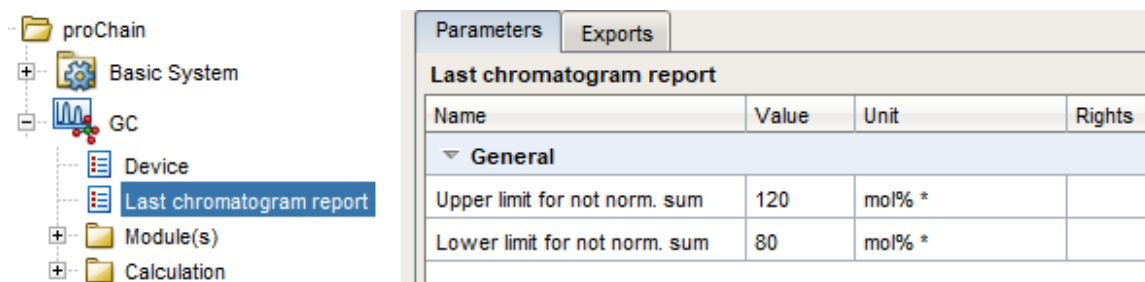 proChain
Basic System
GC
Device
Last chromatogram report
Module(s)
Calculation
Parameters Exports
Last chromatogram report
Name Value Unit Rights
General
Upper limit for not norm. sum 120 mol% *
Lower limit for not norm. sum 80 mol% *